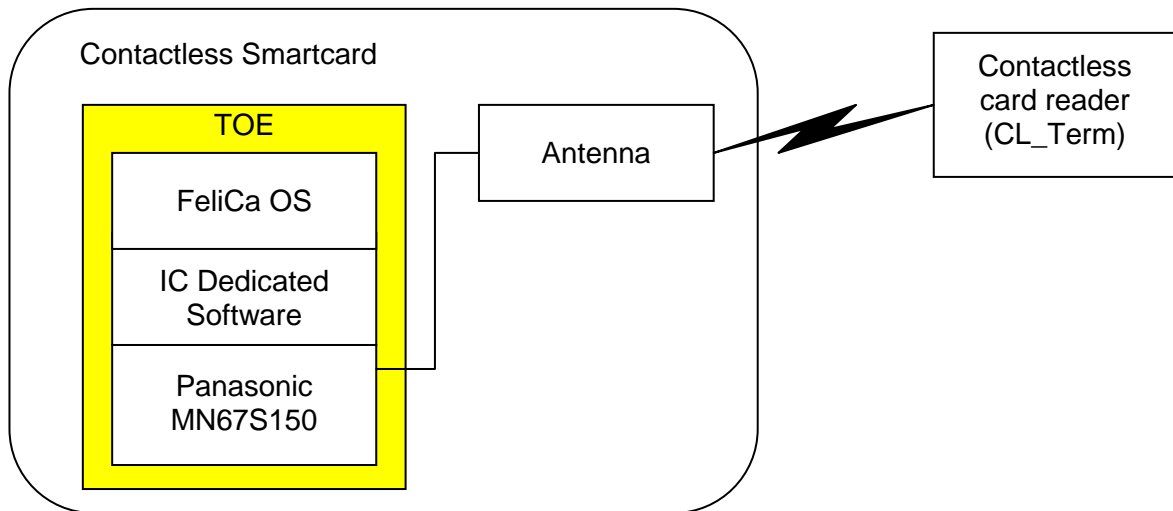 Contactless Smartcard
TOE
FeliCa OS
IC Dedicated
Software
Panasonic
MN67S150
Antenna
Contactless
card reader
(CL_Term)